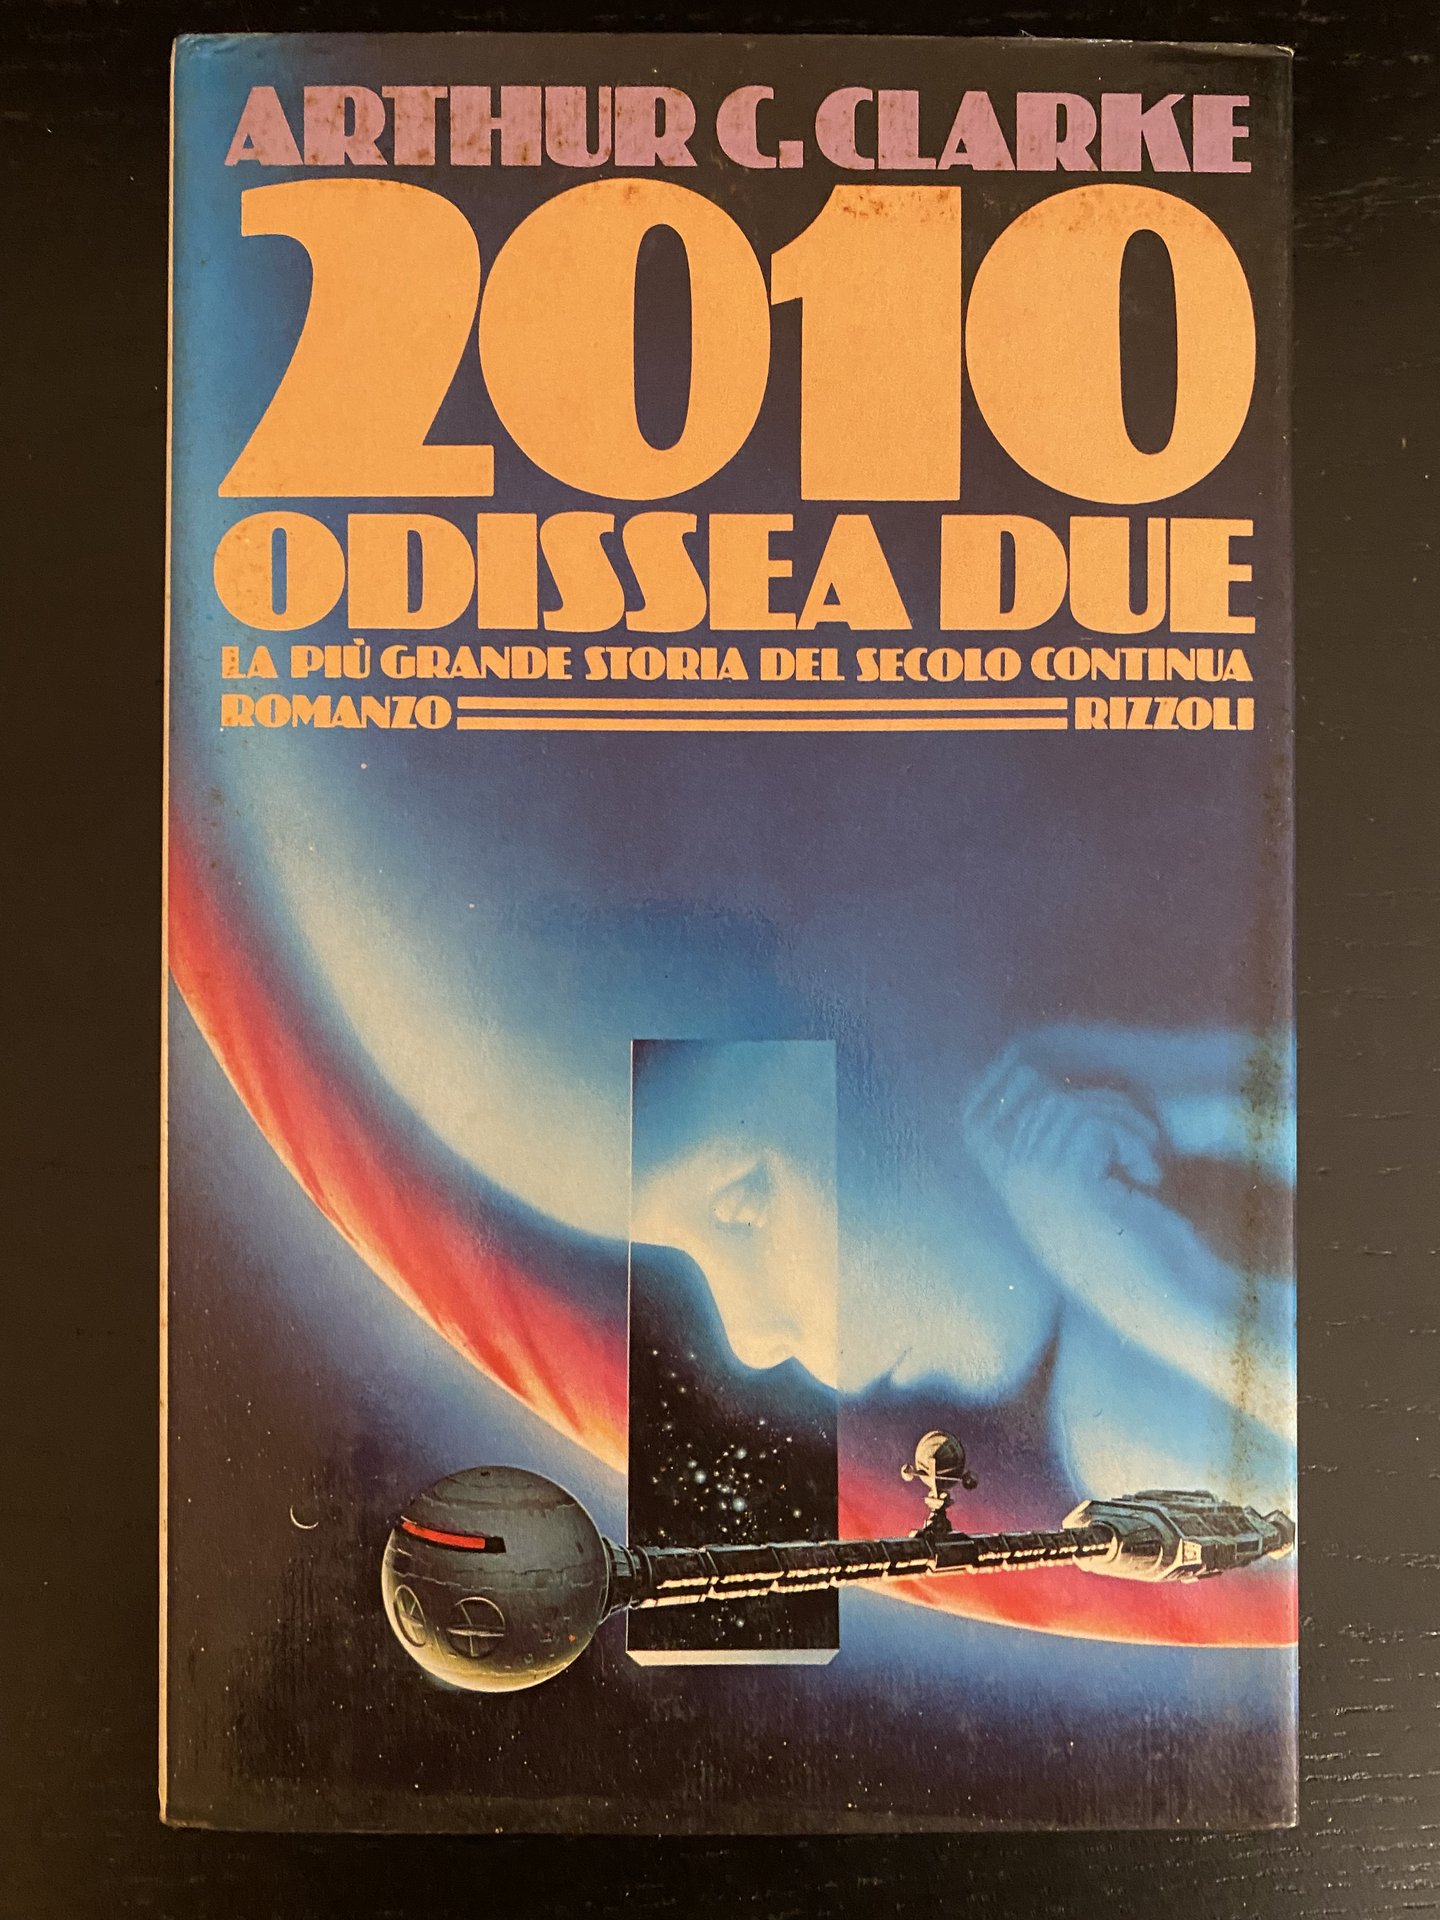 ARTHUR C. CLARKE
2010
ODISSEA DUE
LA PIÙ GRANDE STORIA DEL SECOLO CONTINUA
ROMANZO RIZZOLI